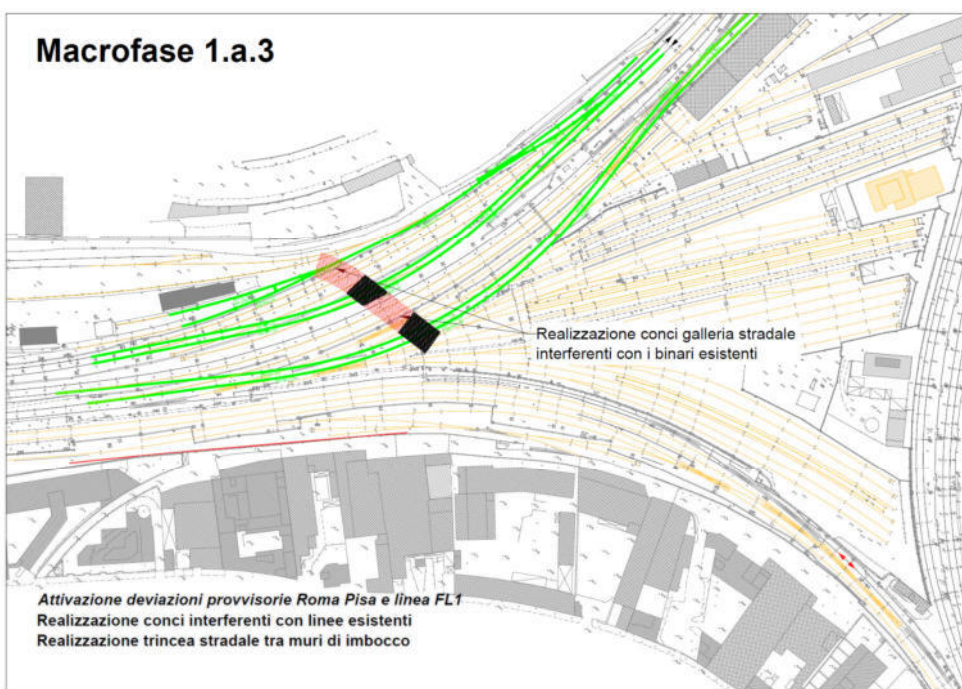 Macrofase 1.a.3
Realizzazione conci galleria stradale
interferenti con i binari esistenti
Attivazione deviazioni provvisorie Roma Pisa e linea FL1
Realizzazione conci interferenti con linee esistenti
Realizzazione trincea stradale tra muri di imbocco